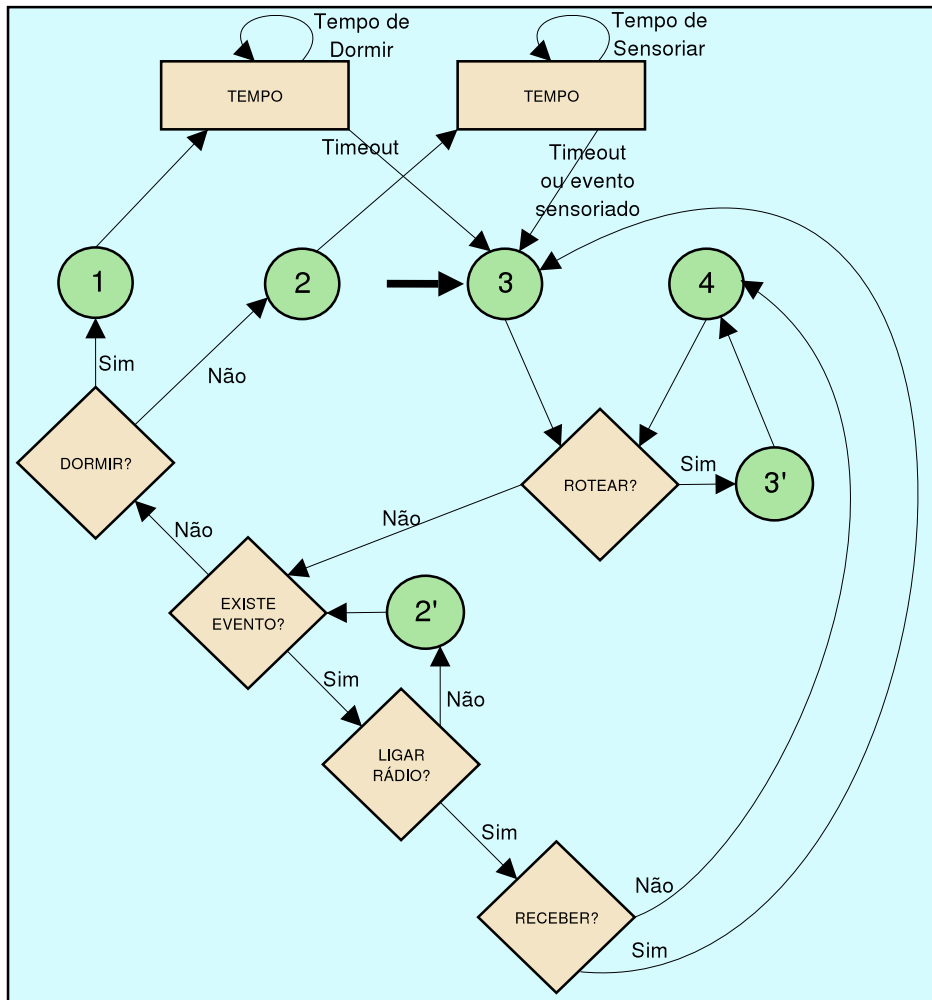 Tempo de
Dormir
Tempo de
Sensoriar
TEMPO
TEMPO
Timeout
Timeout
ou evento
sensoriado
1
2
3
4
Sim
Não
DORMIR?
ROTEAR?
Sim
3'
Não
Não
EXISTE
EVENTO?
2'
Sim
Não
LIGAR
RÁDIO?
Sim
RECEBER?
Não
Sim